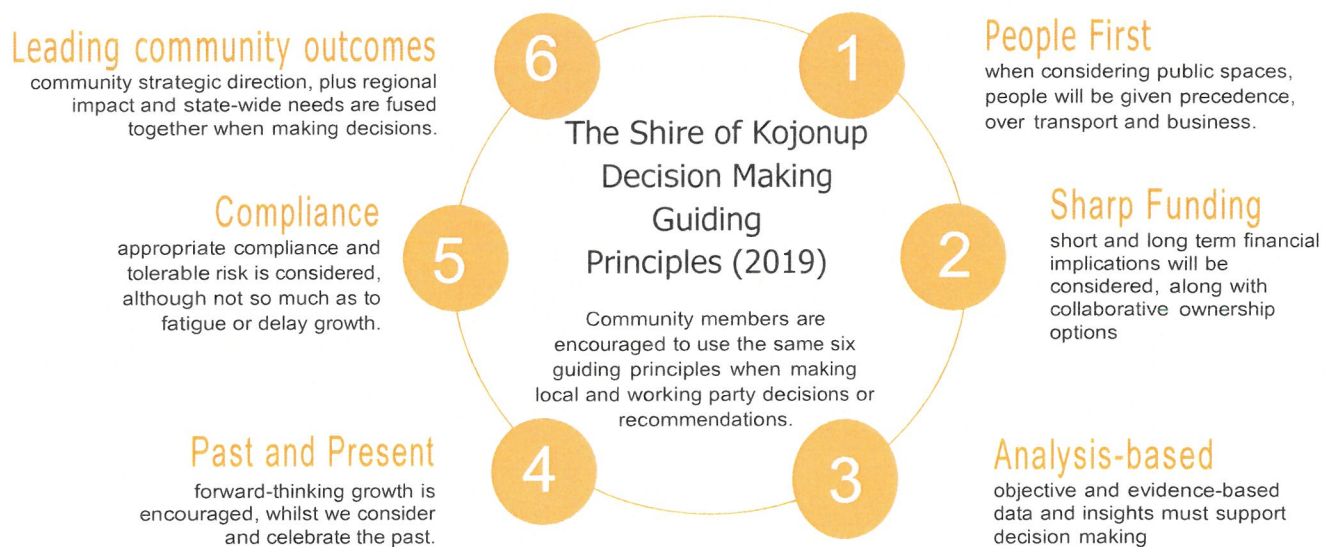 The Shire of Kojonup
Decision Making
Guiding
Principles (2019)
Community members are
encouraged to use the same six
guiding principles when making
local and working party decisions or
recommendations.
1
People First
when considering public spaces,
people will be given precedence,
over transport and business.
2
Sharp Funding
short and long term financial
implications will be
considered, along with
collaborative ownership
options
3
Analysis-based
objective and evidence-based
data and insights must support
decision making
4
Past and Present
forward-thinking growth is
encouraged, whilst we consider
and celebrate the past.
5
Compliance
appropriate compliance and
tolerable risk is considered,
although not so much as to
fatigue or delay growth.
6
Leading community outcomes
community strategic direction, plus regional
impact and state-wide needs are fused
together when making decisions.